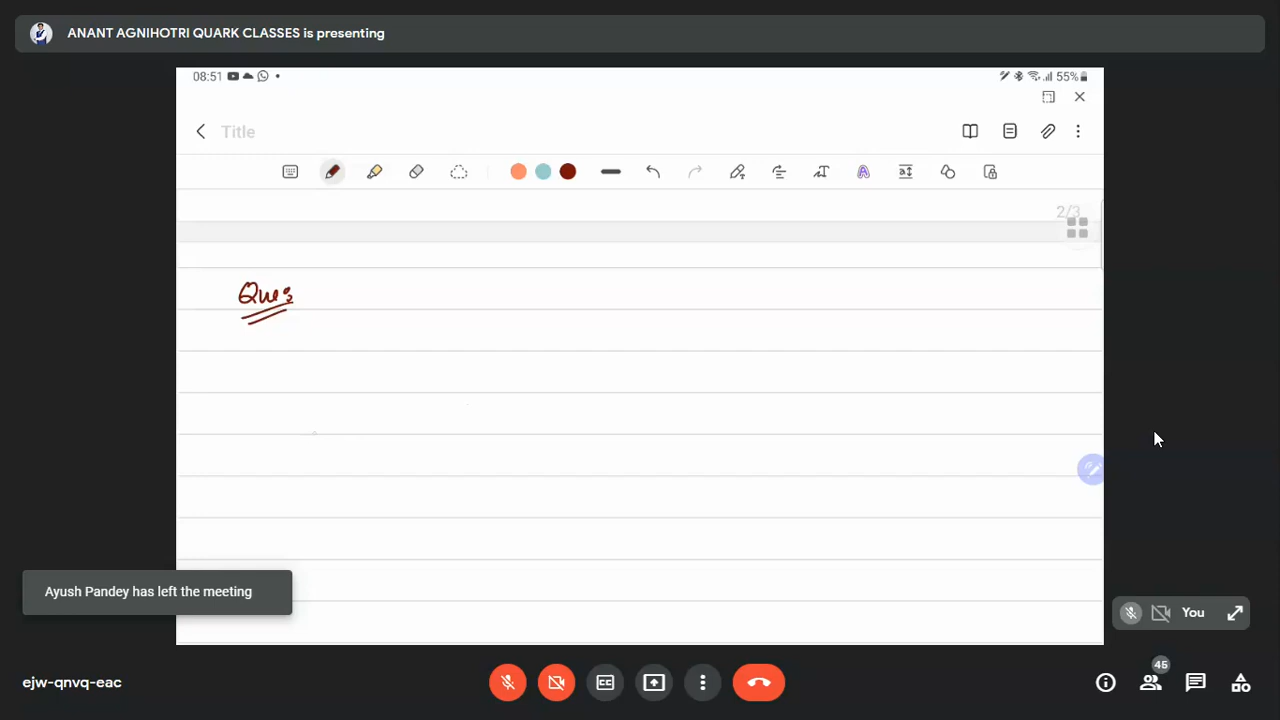 ANANT AGNIHOTRI QUARK CLASSES is presenting
08:51 55%
Title
2/3
Ques
Ayush Pandey has left the meeting
You
ejw-qnvq-eac
CC
45